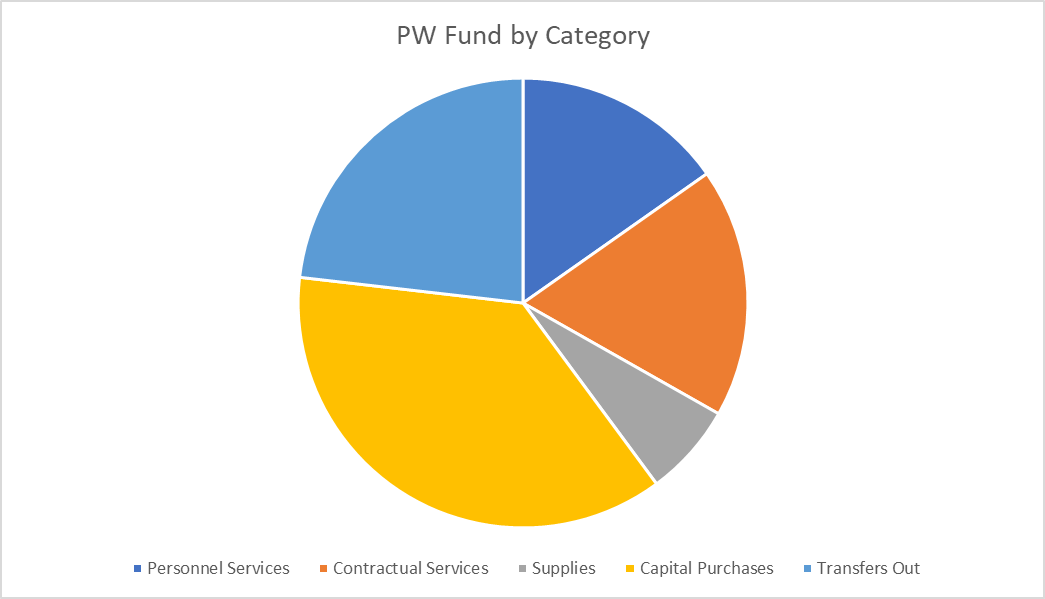 PW Fund by Category
Personnel Services Contractual Services Supplies Capital Purchases Transfers Out